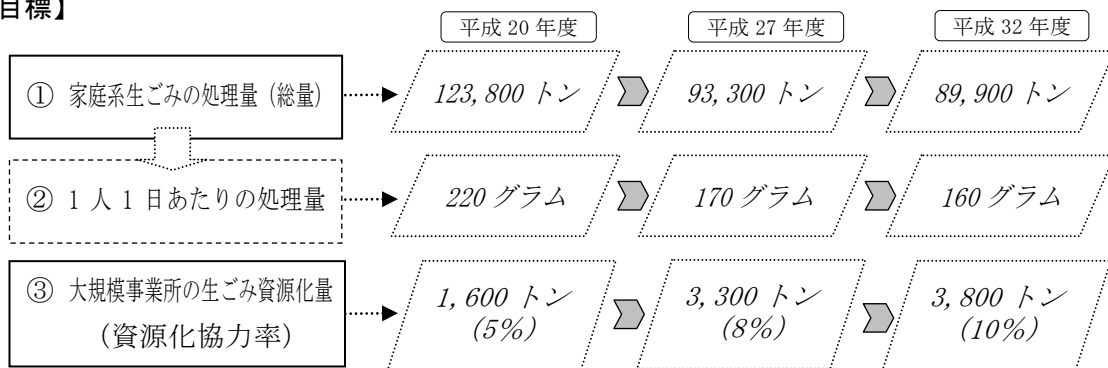 目標】
平成 20 年度
平成 27 年度
平成 32 年度
① 家庭系生ごみの処理量（総量）
123,800 トン
93,300 トン
89,900 トン
② 1 人 1 日あたりの処理量
220 グラム
170 グラム
160 グラム
③ 大規模事業所の生ごみ資源化量
（資源化協力率）
1,600 トン
(5%)
3,300 トン
(8%)
3,800 トン
(10%)